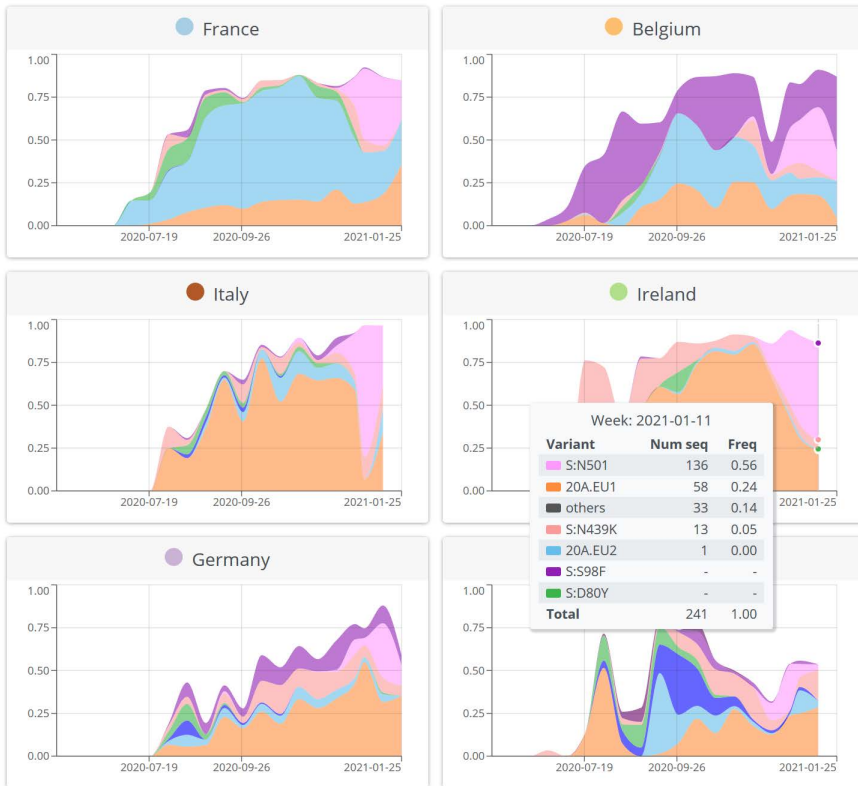 France
1.00
0.75
0.50
0.25
0.00
2020-07-19 2020-09-26 2021-01-25
Belgium
1.00
0.75
0.50
0.25
0.00
2020-07-19 2020-09-26 2021-01-25
Italy
1.00
0.75
0.50
0.25
0.00
2020-07-19 2020-09-26 2021-01-25
Ireland
1.00
0.75
0.50
0.25
0.00
2021-01-25
Week: 2021-01-11
Variant Num seq Freq
S:N501 136 0.56
20A.EU1 58 0.24
others 33 0.14
S:N439K 13 0.05
20A.EU2 1 0.00
S:S98F - -
S:D80Y - -
Total 241 1.00
Germany
1.00
0.75
0.50
0.25
0.00
2020-07-19 2020-09-26 2021-01-25
1.00
0.75
0.50
0.25
0.00
2020-07-19 2020-09-26 2021-01-25